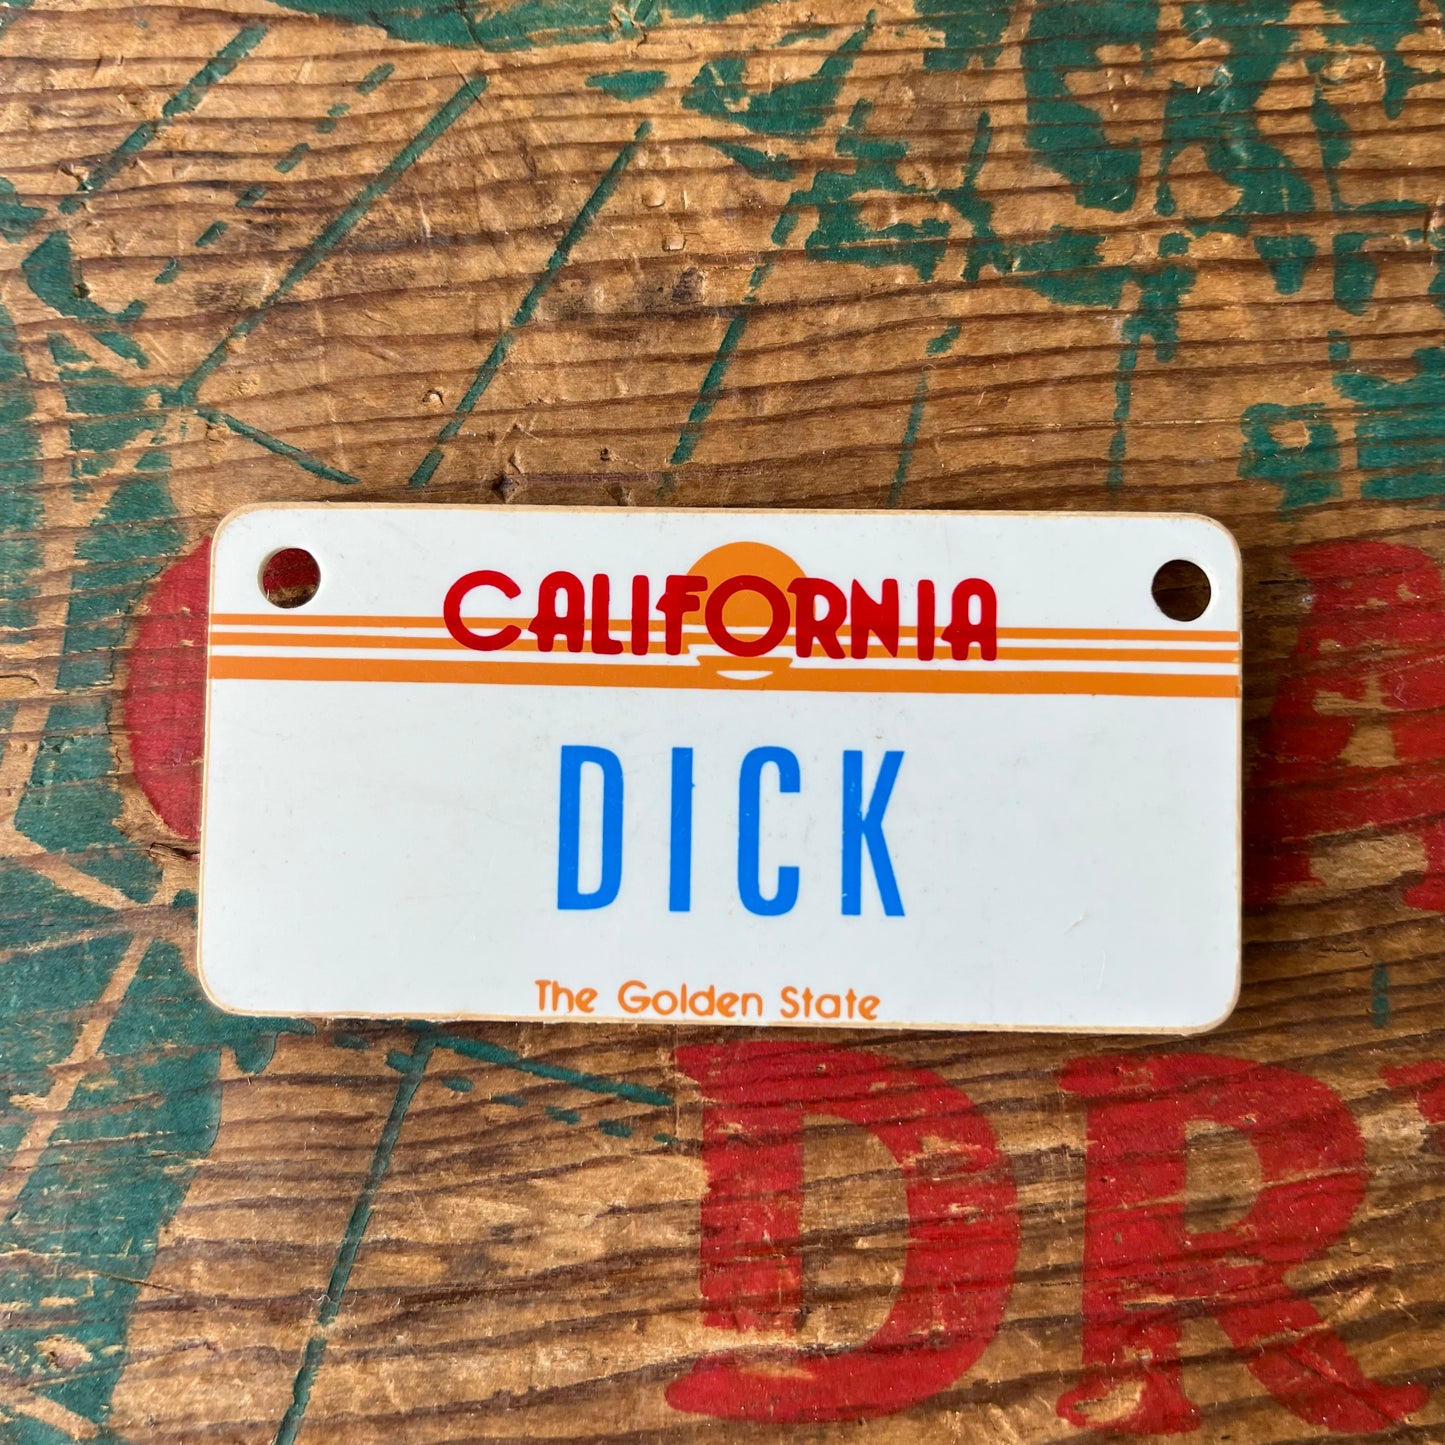 CALIFORNIA
DICK
The Golden State
DR